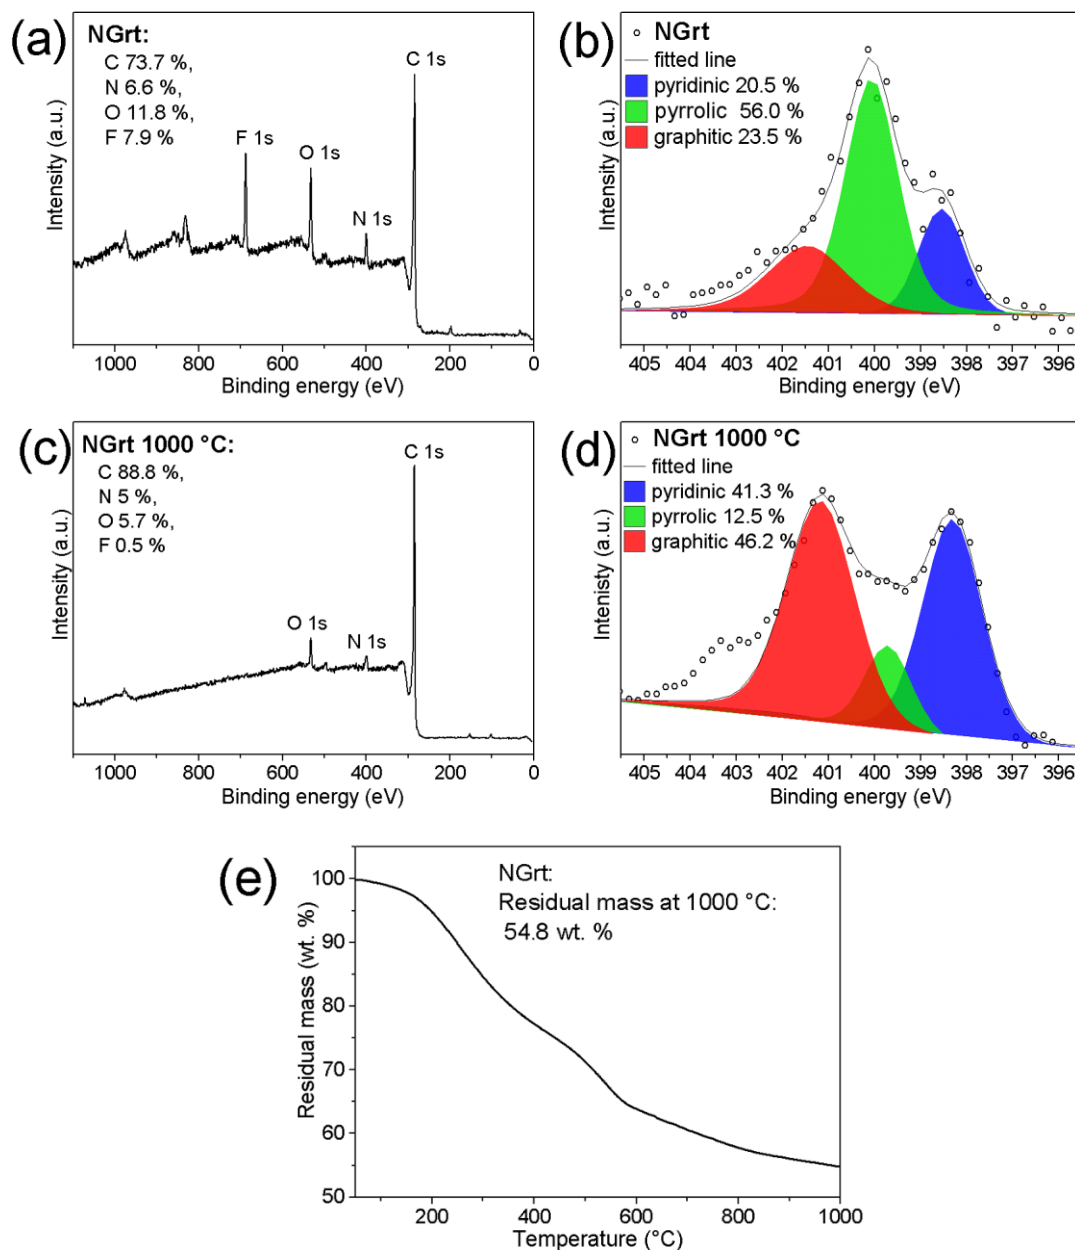 (a)
NGrt:
C 73.7 %,
N 6.6 %,
O 11.8 %,
F 7.9 %
C 1s
F 1s
O 1s
N 1s
Intensity (a.u.)
1000 800 600 400 200 0
Binding energy (eV)
(b)
NGrt
fitted line
pyridinic 20.5 %
pyrrolic 56.0 %
graphitic 23.5 %
Intensity (a.u.)
405 404 403 402 401 400 399 398 397 396
Binding energy (eV)
(c)
NGrt 1000 °C:
C 88.8 %,
N 5 %,
O 5.7 %,
F 0.5 %
C 1s
O 1s
N 1s
Intensity (a.u.)
1000 800 600 400 200 0
Binding energy (eV)
(d)
NGrt 1000 °C
fitted line
pyridinic 41.3 %
pyrrolic 12.5 %
graphitic 46.2 %
Intenisty (a.u.)
405 404 403 402 401 400 399 398 397 396
Binding energy (eV)
(e)
NGrt:
Residual mass at 1000 °C:
54.8 wt. %
Residual mass (wt. %)
100
90
80
70
60
50
200 400 600 800 1000
Temperature (°C)